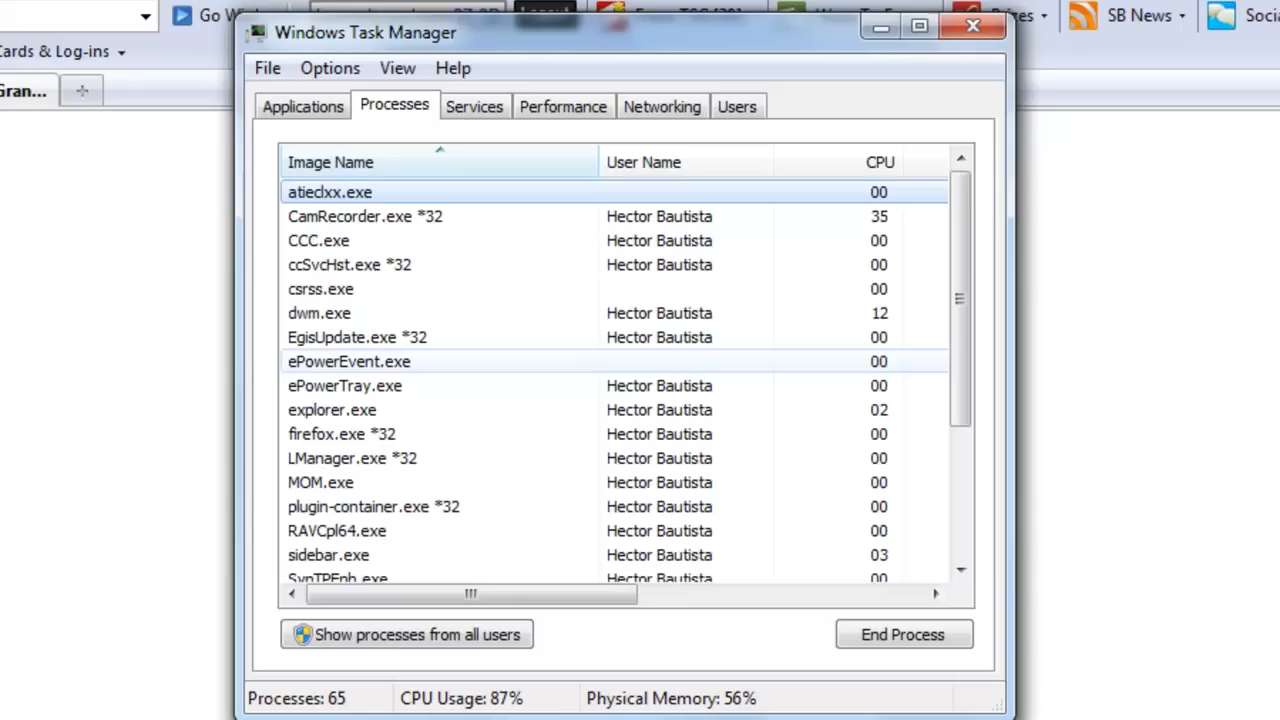 Go
SB News
Cards & Log-ins
Gran...
Windows Task Manager
File Options View Help
Applications Processes Services Performance Networking Users
Image Name User Name CPU
atieclxx.exe 00
CamRecorder.exe *32 Hector Bautista 35
CCC.exe Hector Bautista 00
ccSvcHst.exe *32 Hector Bautista 00
csrss.exe 00
dwm.exe Hector Bautista 12
EgisUpdate.exe *32 Hector Bautista 00
ePowerEvent.exe 00
ePowerTray.exe Hector Bautista 00
explorer.exe Hector Bautista 02
firefox.exe *32 Hector Bautista 00
LManager.exe *32 Hector Bautista 00
MOM.exe Hector Bautista 00
plugin-container.exe *32 Hector Bautista 00
RAVCpl64.exe Hector Bautista 00
sidebar.exe Hector Bautista 03
SynTPEnh.exe Hector Bautista 00
Show processes from all users End Process
Processes: 65 CPU Usage: 87% Physical Memory: 56%